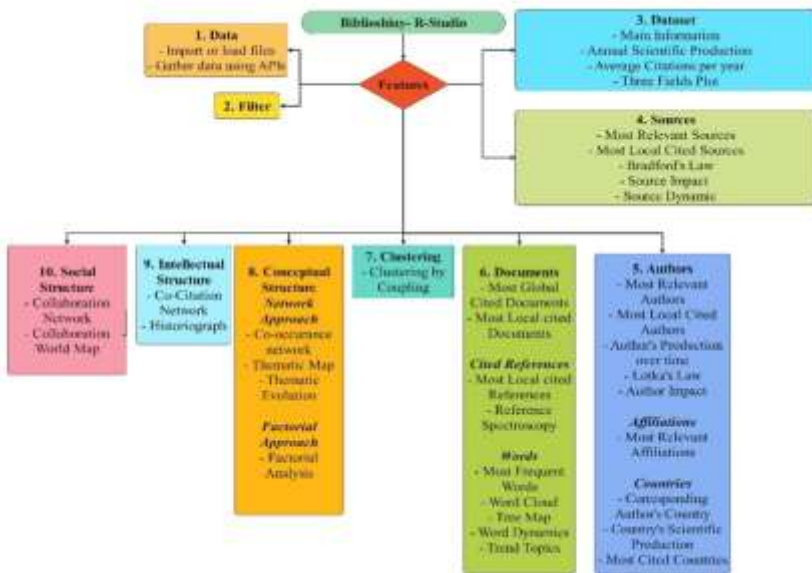 Biblioshiny- R-Studio
Features
1. Data
- Import or load files
- Gather data using APIs
2. Filter
3. Dataset
- Main Information
- Annual Scientific Production
- Average Citations per year
- Three Fields Plot
4. Sources
- Most Relevant Sources
- Most Local Cited Sources
- Bradford's Law
- Source Impact
- Source Dynamic
10. Social
Structure
- Collaboration
Network
- Collaboration
World Map
9. Intellectual
Structure
- Co-Citation
Network
- Historiograph
8. Conceptual
Structure
Network
Approach
- Co-occurance
network
- Thematic Map
- Thematic
Evolution
Factorial
Approach
- Factorial
Analysis
7. Clustering
- Clustering by
Coupling
6. Documents
- Most Global
Cited Documents
- Most Local cited
Documents
Cited References
- Most Local cited
References
- Reference
Spectroscopy
Words
- Most Frequent
Words
- Word Cloud
- Tree Map
- Word Dynamics
- Trend Topics
5. Authors
- Most Relevant
Authors
- Most Local Cited
Authors
- Author's Production
over time
- Lotka's Law
- Author Impact
Affiliations
- Most Relevant
Affiliations
Countries
- Corresponding
Author's Country
- Country's Scientific
Production
- Most Cited Countries